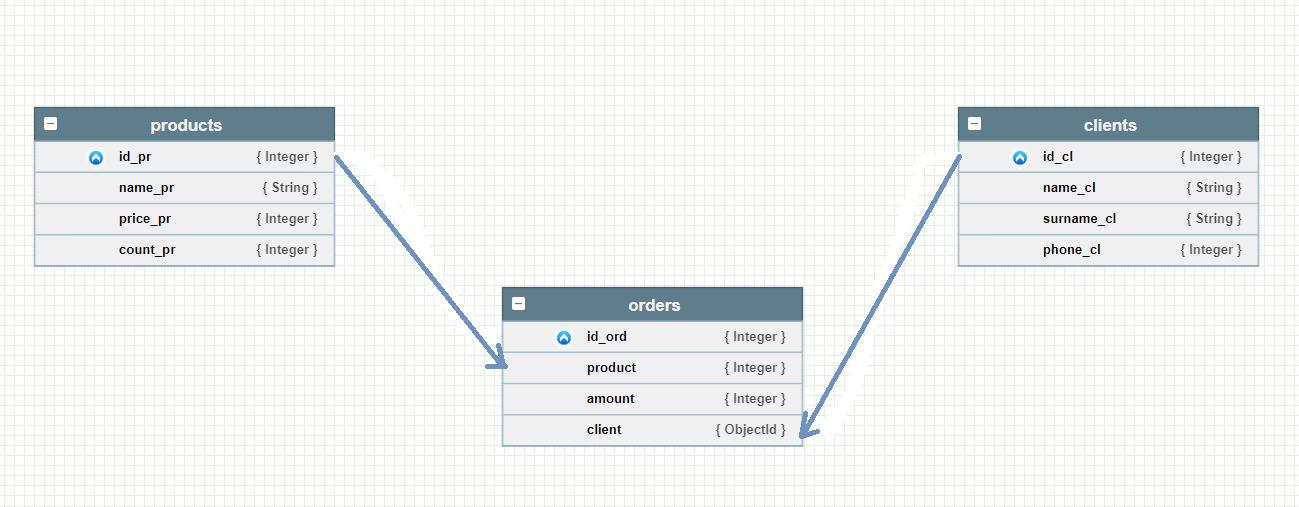 products
id_pr { Integer }
name_pr { String }
price_pr { Integer }
count_pr { Integer }
clients
id_cl { Integer }
name_cl { String }
surname_cl { String }
phone_cl { Integer }
orders
id_ord { Integer }
product { Integer }
amount { Integer }
client { ObjectId }